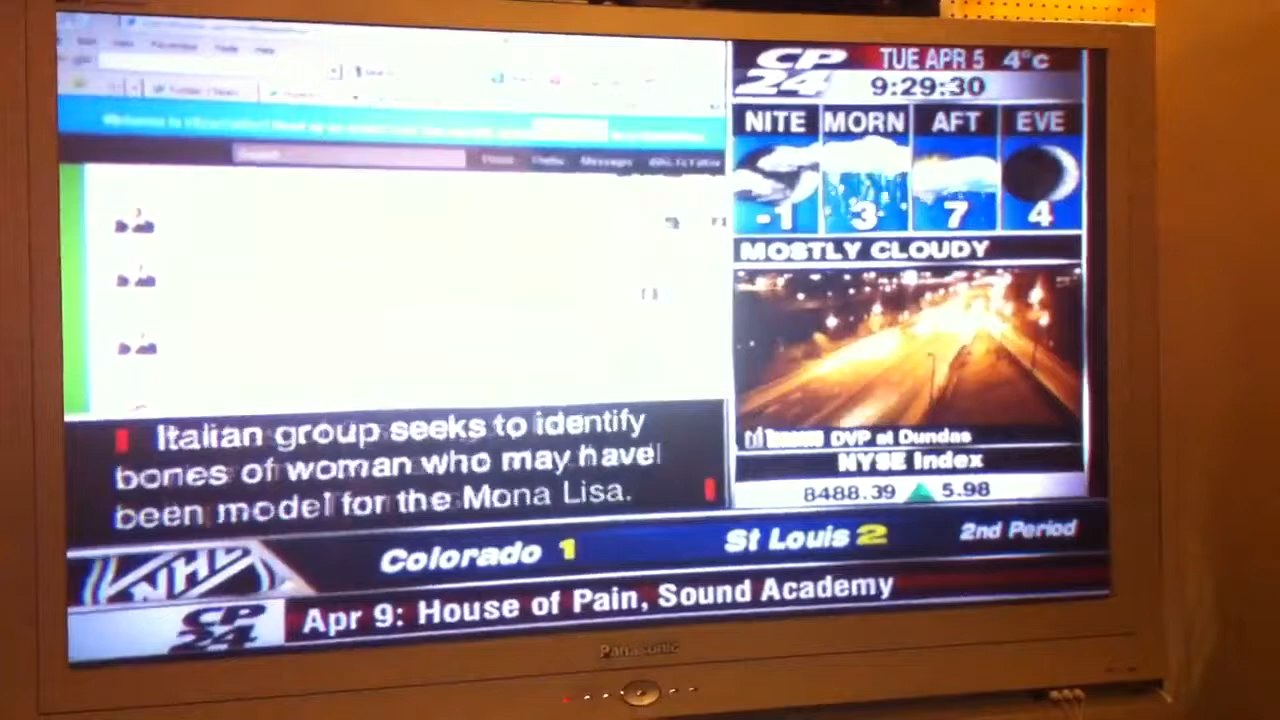 CP 24
TUE APR 5 4°c
9:29:30
NITE MORN AFT EVE
-1 3 7 4
MOSTLY CLOUDY
DVP at Dundas
NYSE Index
8488.39 5.98
Search
Messages
Italian group seeks to identify
bones of woman who may have
been model for the Mona Lisa.
NHL
Colorado 1 St Louis 2 2nd Period
CP 24
Apr 9: House of Pain, Sound Academy
Panasonic